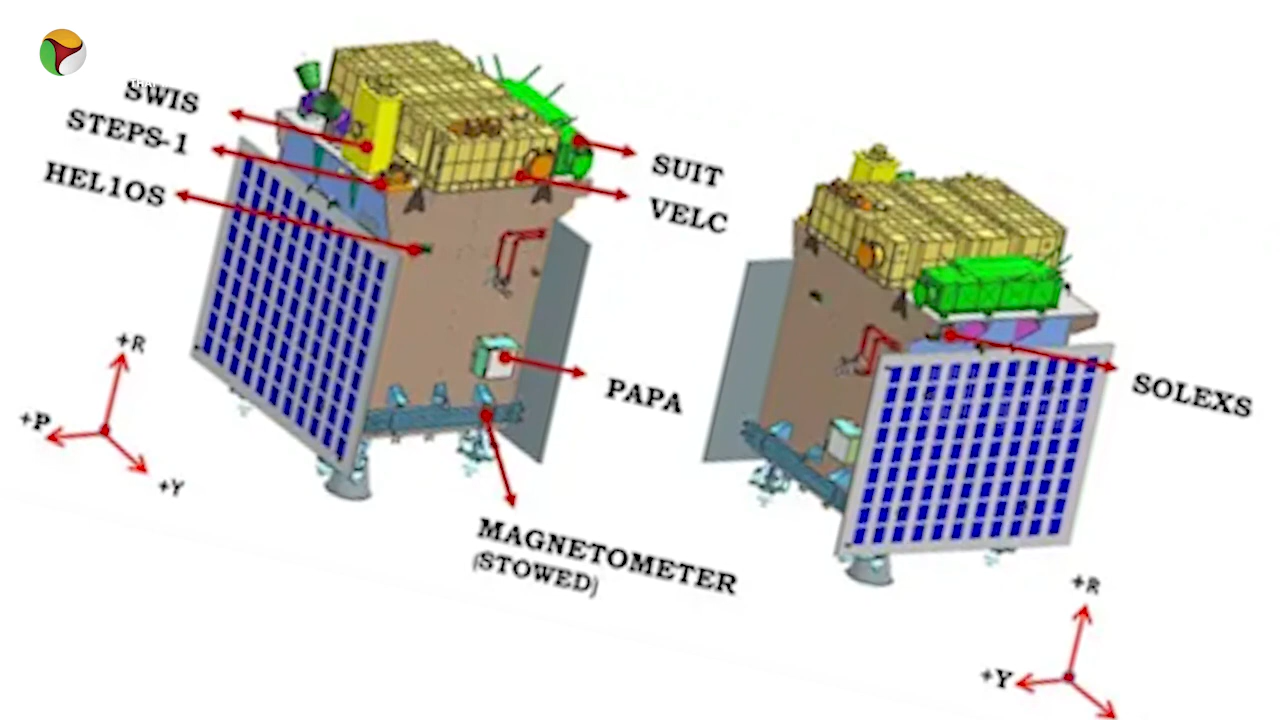 SWIS
STEPS-1
HEL1OS
SUIT
VELC
PAPA
MAGNETOMETER
(STOWED)
+R
+P
+Y
SOLEXS
+R
+Y